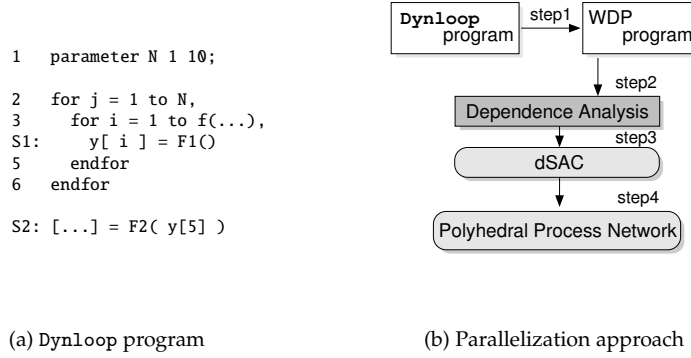 1 parameter N 1 10;
2 for j = 1 to N,
3 for i = 1 to f(...),
S1: y[ i ] = F1()
5 endfor
6 endfor
S2: [...] = F2( y[5] )
(a) Dynloop program
Dynloop
program
step1
WDP
program
step2
Dependence Analysis
step3
dSAC
step4
Polyhedral Process Network
(b) Parallelization approach